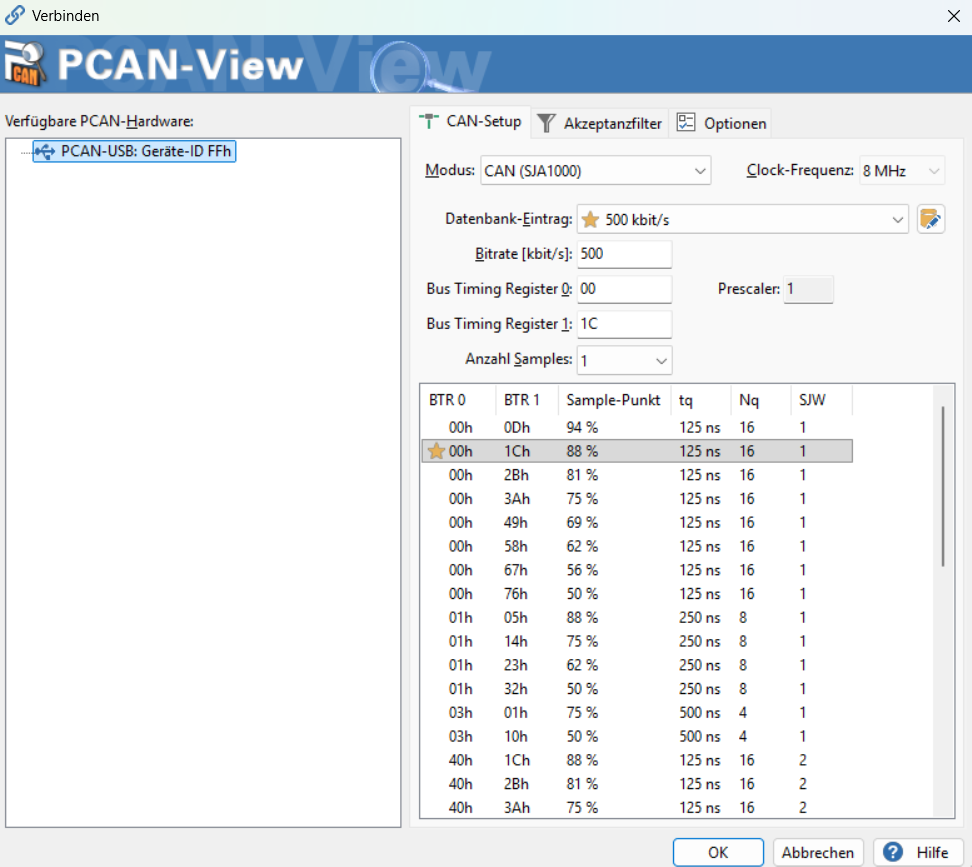 Verbinden
CAN
PCAN-View
Verfügbare PCAN-Hardware:
PCAN-USB: Geräte-ID FFh
CAN-Setup Akzeptanzfilter Optionen
Modus: CAN (SJA1000) Clock-Frequenz: 8 MHz
Datenbank-Eintrag: 500 kbit/s
Bitrate [kbit/s]: 500
Bus Timing Register 0: 00 Prescaler: 1
Bus Timing Register 1: 1C
Anzahl Samples: 1
BTR 0 BTR 1 Sample-Punkt tq Nq SJW
00h 0Dh 94 % 125 ns 16 1
00h 1Ch 88 % 125 ns 16 1
00h 2Bh 81 % 125 ns 16 1
00h 3Ah 75 % 125 ns 16 1
00h 49h 69 % 125 ns 16 1
00h 58h 62 % 125 ns 16 1
00h 67h 56 % 125 ns 16 1
00h 76h 50 % 125 ns 16 1
01h 05h 88 % 250 ns 8 1
01h 14h 75 % 250 ns 8 1
01h 23h 62 % 250 ns 8 1
01h 32h 50 % 250 ns 8 1
03h 01h 75 % 500 ns 4 1
03h 10h 50 % 500 ns 4 1
40h 1Ch 88 % 125 ns 16 2
40h 2Bh 81 % 125 ns 16 2
40h 3Ah 75 % 125 ns 16 2
OK Abbrechen ? Hilfe